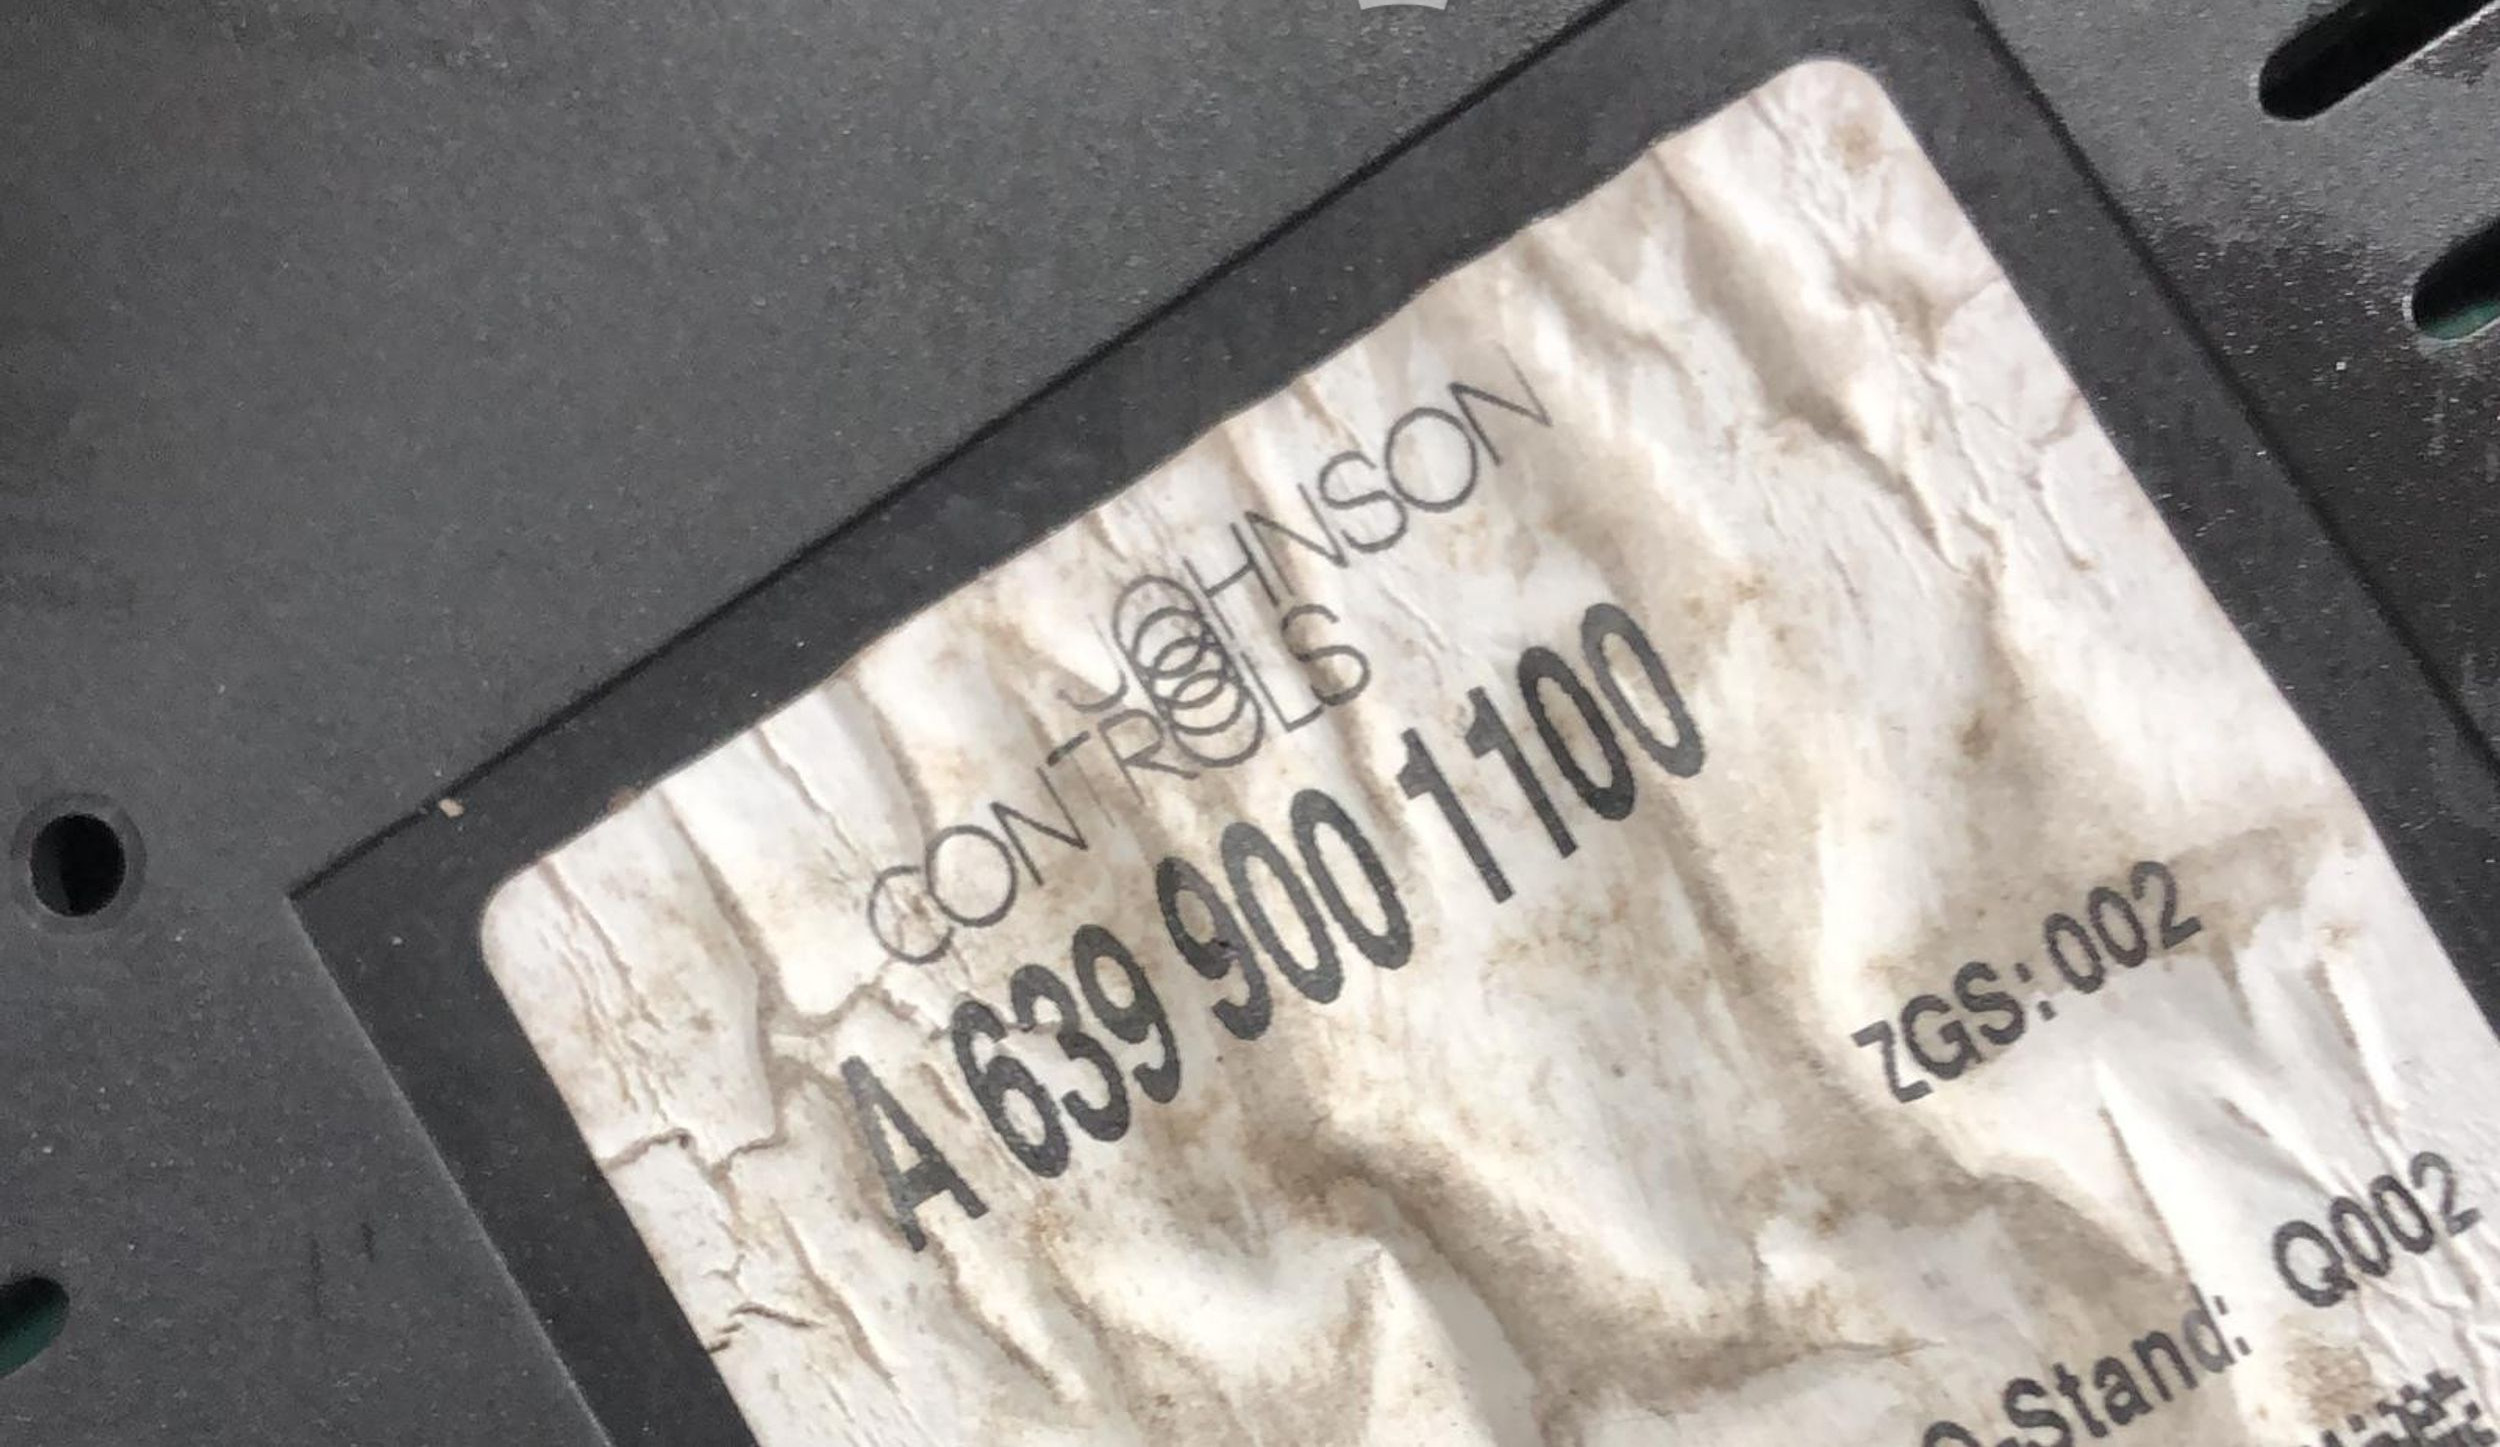 JOHNSON
CONTROLS
A 639 900 1100
ZGS:002
Q-Stand: Q002